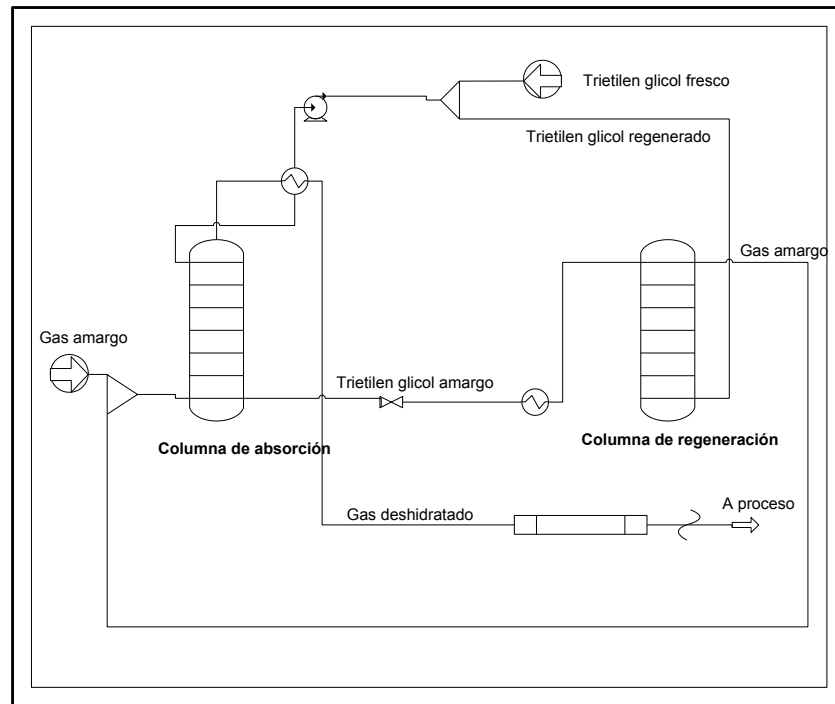 Trietilen glicol fresco
Trietilen glicol regenerado
Gas amargo
Gas amargo
Trietilen glicol amargo
Columna de absorción
Columna de regeneración
A proceso
Gas deshidratado